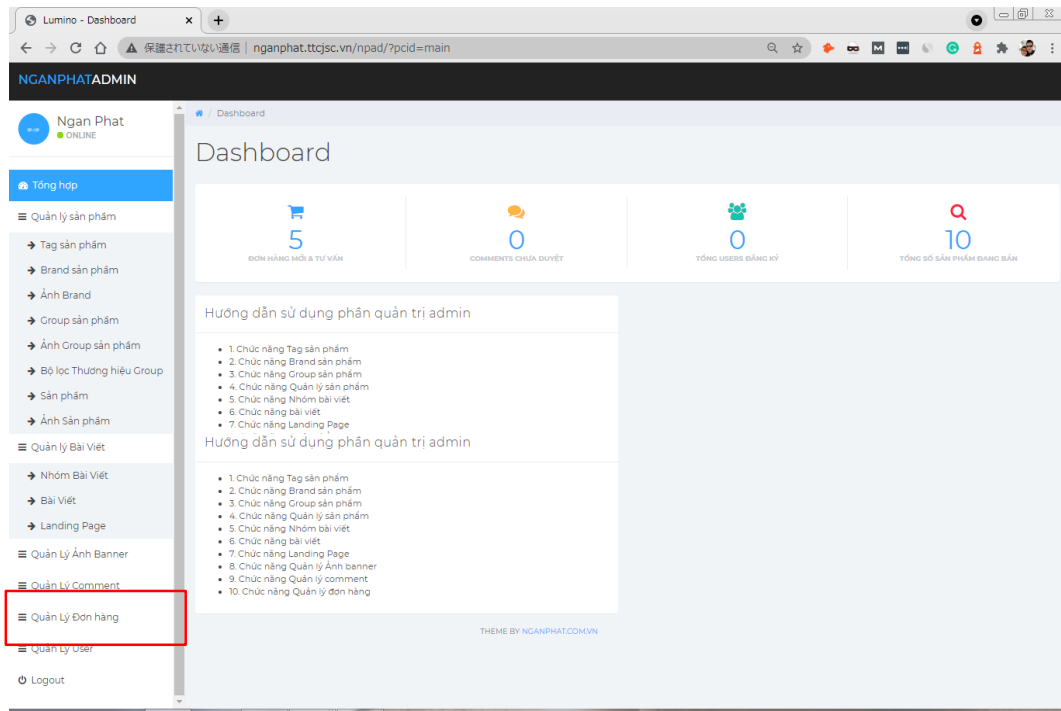 Lumino - Dashboard
保護されていない通信 | nganphat.ttcjsc.vn/npad/?pcid=main
NGANPHATADMIN
Ngan Phat
ONLINE
Tổng hợp
Quản lý sản phẩm
Tag sản phẩm
Brand sản phẩm
Ảnh Brand
Group sản phẩm
Ảnh Group sản phẩm
Bộ lọc Thương hiệu Group
Sản phẩm
Ảnh Sản phẩm
Quản lý Bài Viết
Nhóm Bài Viết
Bài Viết
Landing Page
Quản Lý Ảnh Banner
Quản Lý Comment
Quản Lý Đơn hàng
Quản Lý User
Logout
/ Dashboard
Dashboard
5
ĐƠN HÀNG MỚI & TƯ VẤN
0
COMMENTS CHƯA DUYỆT
0
TỔNG USERS ĐĂNG KÝ
10
TỔNG SỐ SẢN PHẨM ĐANG BÁN
Hướng dẫn sử dụng phần quản trị admin
1. Chức năng Tag sản phẩm
2. Chức năng Brand sản phẩm
3. Chức năng Group sản phẩm
4. Chức năng Quản lý sản phẩm
5. Chức năng Nhóm bài viết
6. Chức năng bài viết
7. Chức năng Landing Page
Hướng dẫn sử dụng phần quản trị admin
1. Chức năng Tag sản phẩm
2. Chức năng Brand sản phẩm
3. Chức năng Group sản phẩm
4. Chức năng Quản lý sản phẩm
5. Chức năng Nhóm bài viết
6. Chức năng bài viết
7. Chức năng Landing Page
8. Chức năng Quản lý Ảnh banner
9. Chức năng Quản lý comment
10. Chức năng Quản lý đơn hàng
THEME BY NGANPHAT.COM.VN